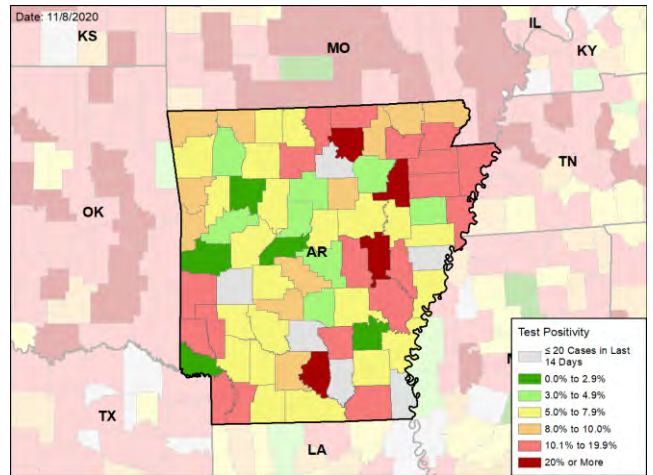 Date: 11/8/2020
KS
MO
IL
KY
OK
AR
TN
TX
LA
Test Positivity
≤ 20 Cases in Last
14 Days
0.0% to 2.9%
3.0% to 4.9%
5.0% to 7.9%
8.0% to 10.0%
10.1% to 19.9%
20% or More